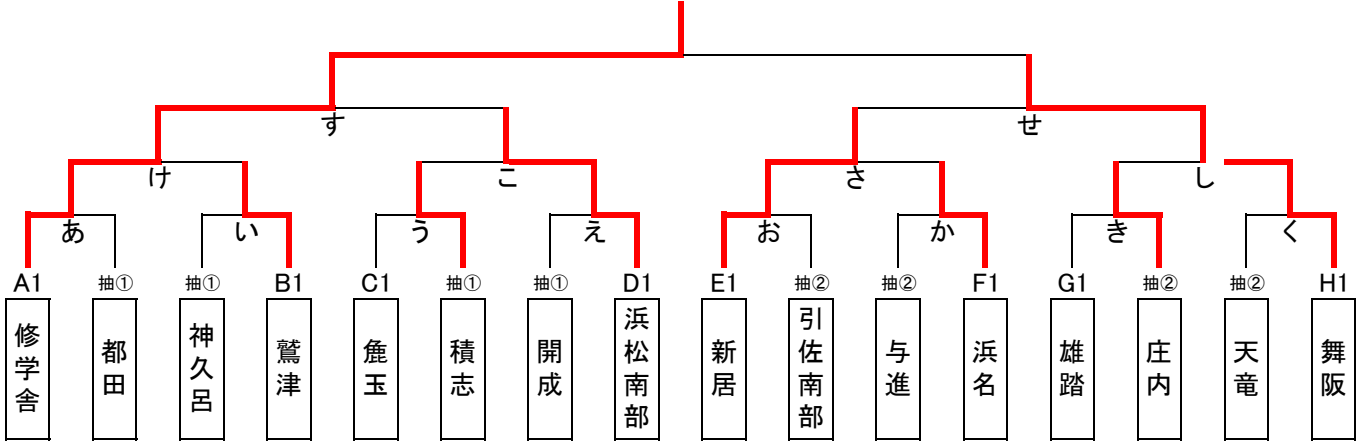 す
せ
け
こ
さ
し
あ
い
う
え
お
か
き
く
A1
抽①
抽①
B1
C1
抽①
抽①
D1
E1
抽②
抽②
F1
G1
抽②
抽②
H1
修学舎
都田
神久呂
鷲津
麁玉
積志
開成
浜松南部
新居
引佐南部
与進
浜名
雄踏
庄内
天竜
舞阪